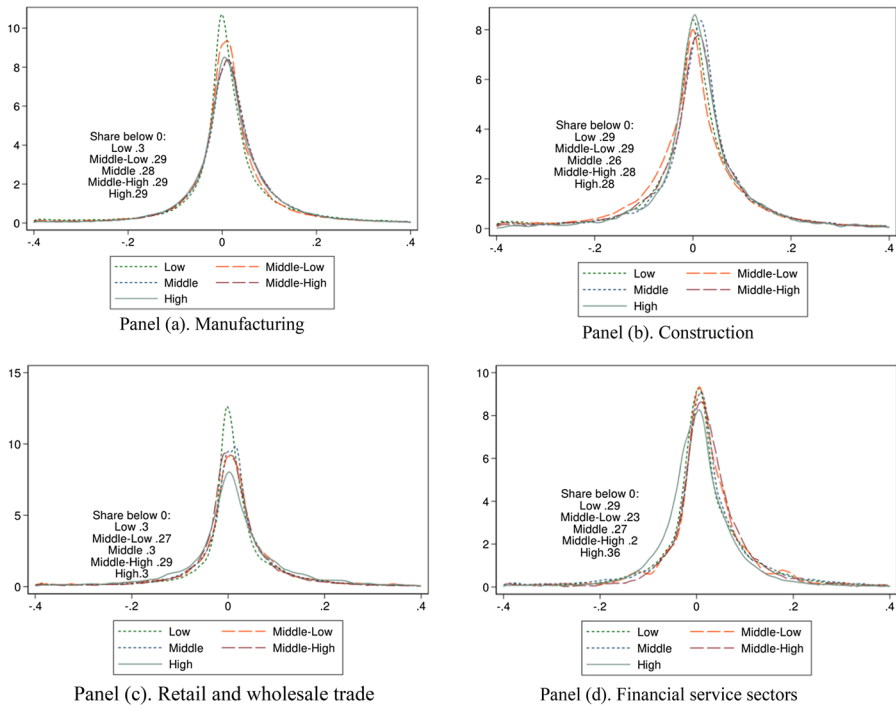 10
8
6
4
2
0
Share below 0:
Low .3
Middle-Low .29
Middle .28
Middle-High .29
High.29
-.4 -.2 0 .2 .4
Low Middle-Low
Middle Middle-High
High
Panel (a). Manufacturing
8
6
4
2
0
Share below 0:
Low .29
Middle-Low .29
Middle .26
Middle-High .28
High.28
-.4 -.2 0 .2 .4
Low Middle-Low
Middle Middle-High
High
Panel (b). Construction
15
10
5
0
Share below 0:
Low .3
Middle-Low .27
Middle .3
Middle-High .29
High.3
-.4 -.2 0 .2 .4
Low Middle-Low
Middle Middle-High
High
Panel (c). Retail and wholesale trade
10
8
6
4
2
0
Share below 0:
Low .29
Middle-Low .23
Middle .27
Middle-High .2
High.36
-.4 -.2 0 .2 .4
Low Middle-Low
Middle Middle-High
High
Panel (d). Financial service sectors